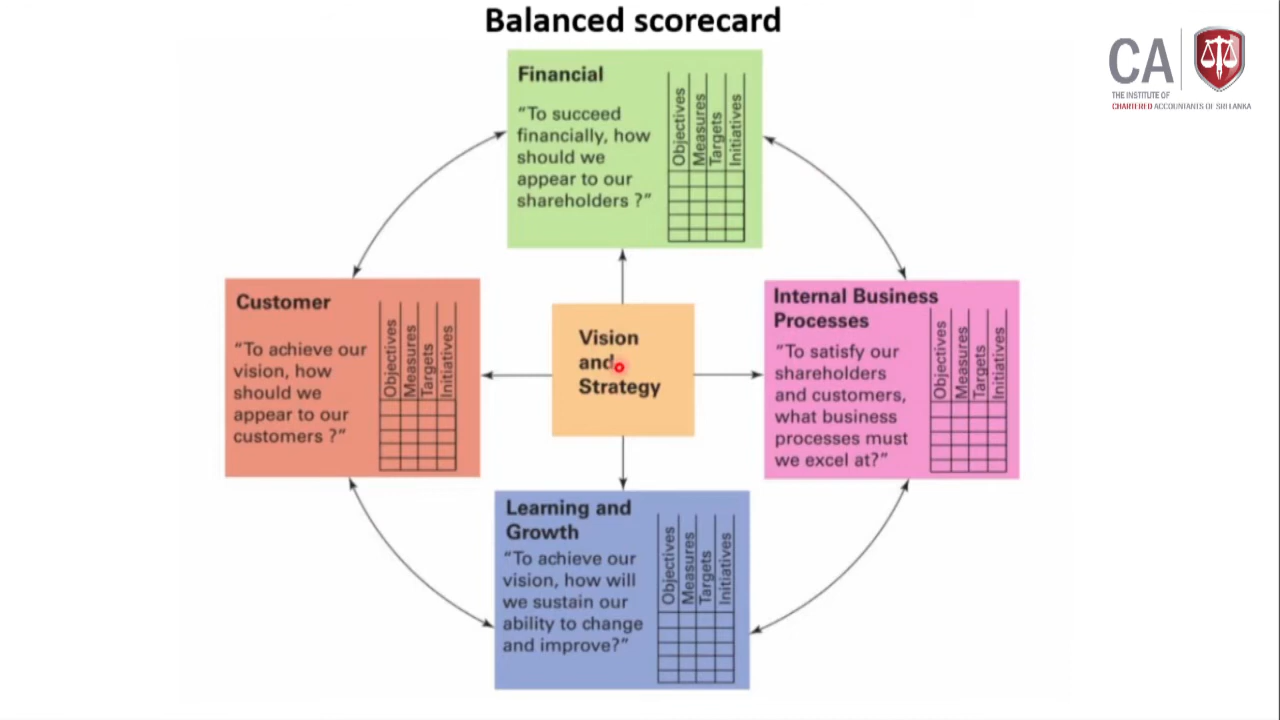 Balanced scorecard
CA
THE INSTITUTE OF
CHARTERED ACCOUNTANTS OF SRI LANKA
Financial
“To succeed
financially, how
should we
appear to our
shareholders ?”
Objectives
Measures
Targets
Initiatives
Customer
“To achieve our
vision, how
should we
appear to our
customers ?”
Objectives
Measures
Targets
Initiatives
Vision
and
Strategy
Internal Business
Processes
“To satisfy our
shareholders
and customers,
what business
processes must
we excel at?”
Objectives
Measures
Targets
Initiatives
Learning and
Growth
“To achieve our
vision, how will
we sustain our
ability to change
and improve?”
Objectives
Measures
Targets
Initiatives